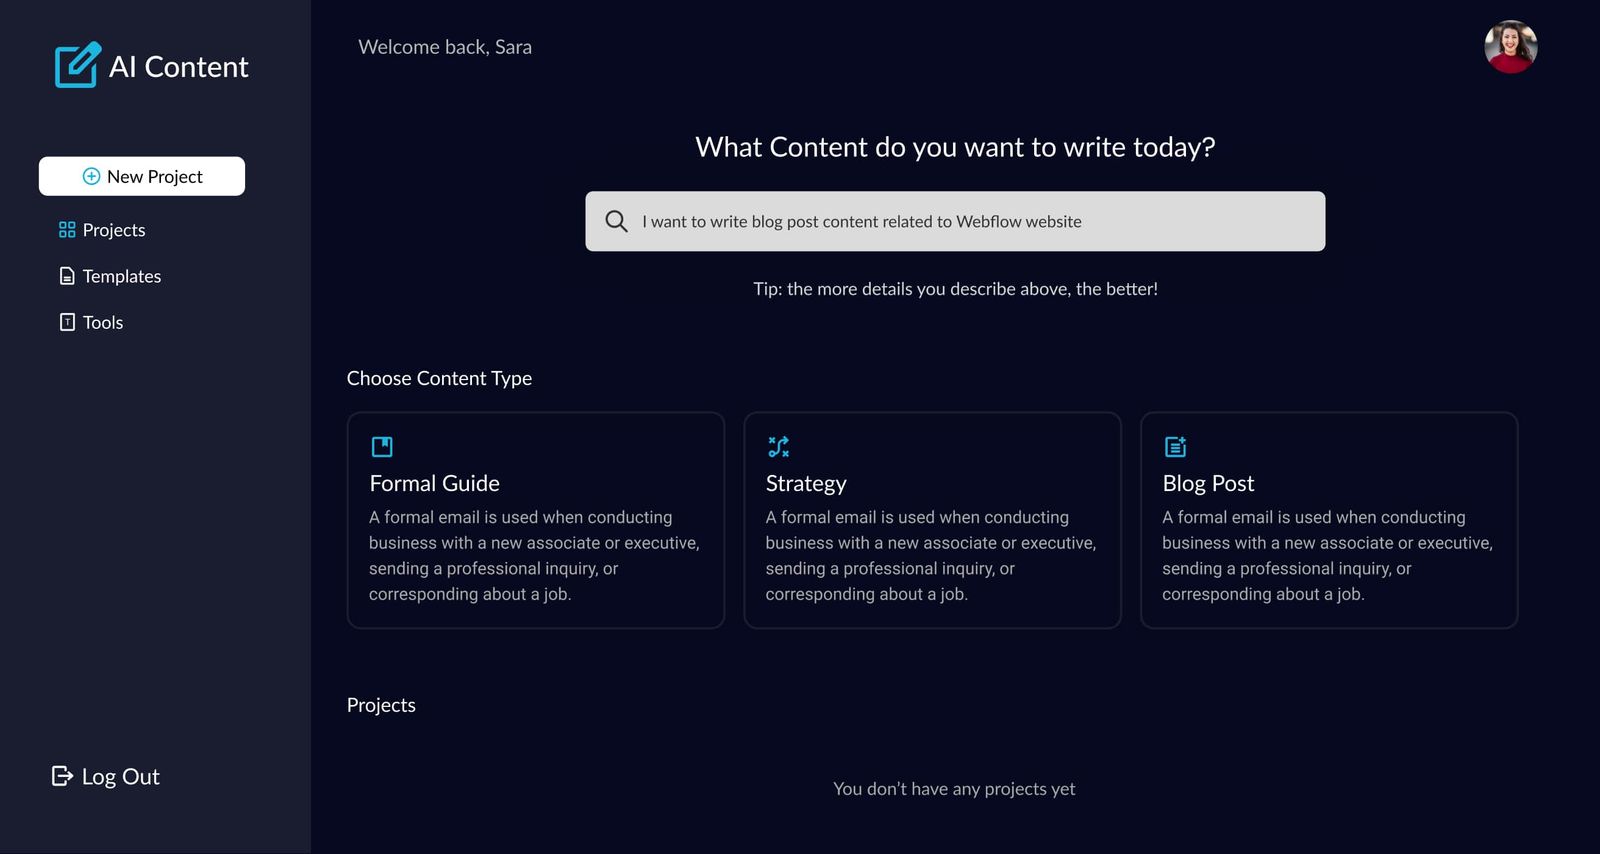 AI Content
New Project
Projects
Templates
T
Tools
Log Out
Welcome back, Sara
What Content do you want to write today?
I want to write blog post content related to Webflow website
Tip: the more details you describe above, the better!
Choose Content Type
Formal Guide
A formal email is used when conducting
business with a new associate or executive,
sending a professional inquiry, or
corresponding about a job.
Strategy
A formal email is used when conducting
business with a new associate or executive,
sending a professional inquiry, or
corresponding about a job.
Blog Post
A formal email is used when conducting
business with a new associate or executive,
sending a professional inquiry, or
corresponding about a job.
Projects
You don't have any projects yet